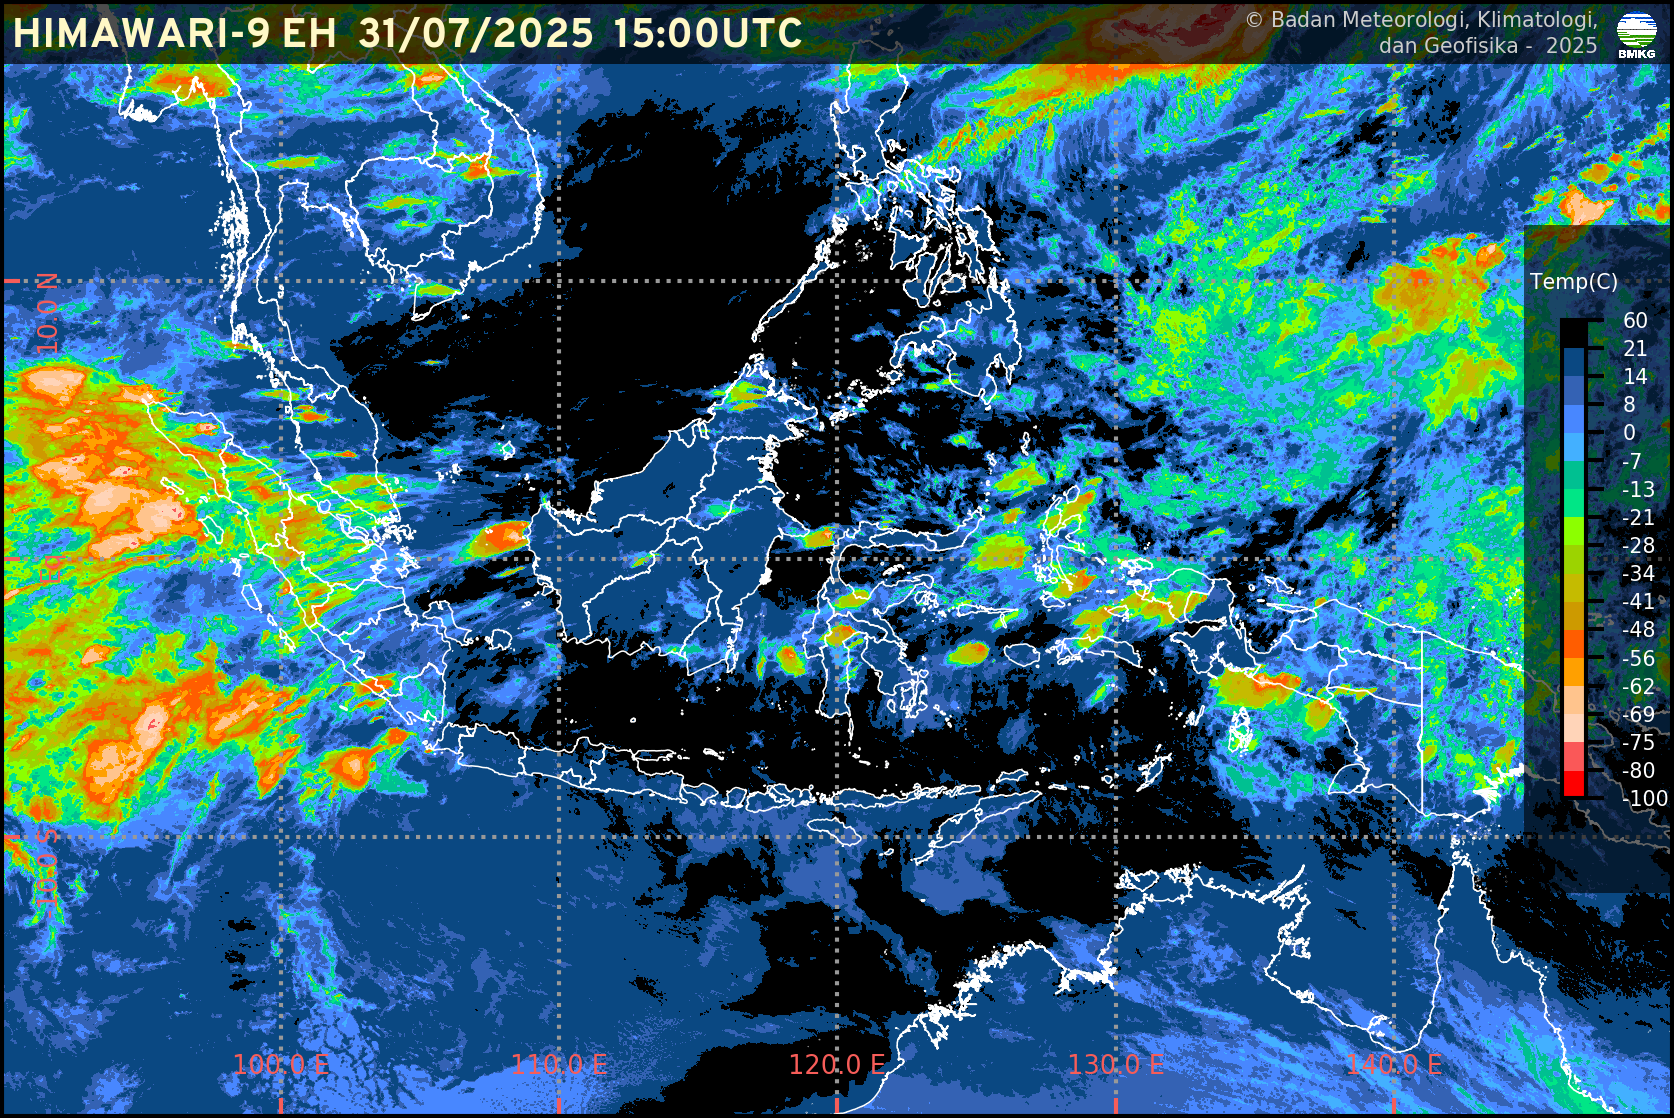 HIMAWARI-9 EH 31/07/2025 15:00UTC
© Badan Meteorologi, Klimatologi,
dan Geofisika - 2025
BMKG
10.0 N
EQ
-10.0 S
Temp(C)
60
21
14
8
0
-7
-13
-21
-28
-34
-41
-48
-56
-62
-69
-75
-80
-100
100.0 E
110.0 E
120.0 E
130.0 E
140.0 E